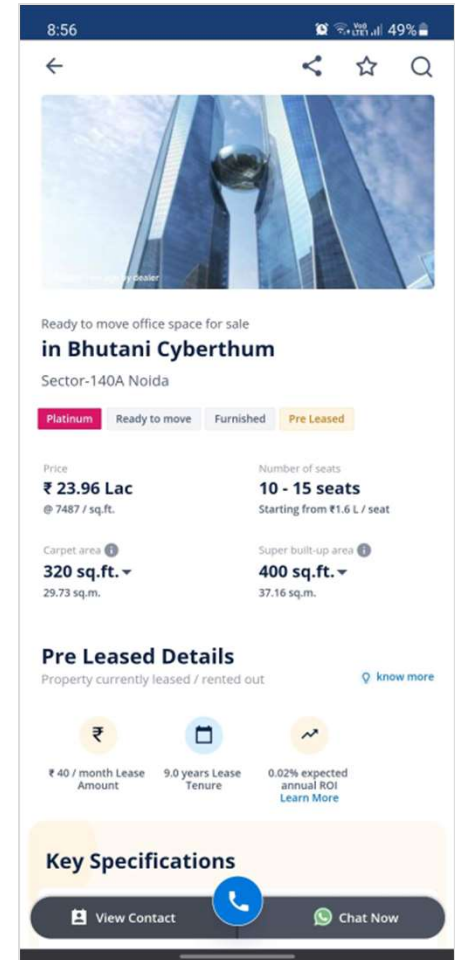 8:56
Vo)) LTE1 49%
dealer
Ready to move office space for sale
in Bhutani Cyberthum
Sector-140A Noida
Platinum Ready to move Furnished Pre Leased
Price Number of seats
₹ 23.96 Lac 10 - 15 seats
@ 7487 / sq.ft. Starting from ₹1.6 L / seat
Carpet area Super built-up area
320 sq.ft. 400 sq.ft.
29.73 sq.m. 37.16 sq.m.
Pre Leased Details
Property currently leased / rented out know more
₹ 40 / month Lease 9.0 years Lease 0.02% expected
Amount Tenure annual ROI
Learn More
Key Specifications
View Contact Chat Now